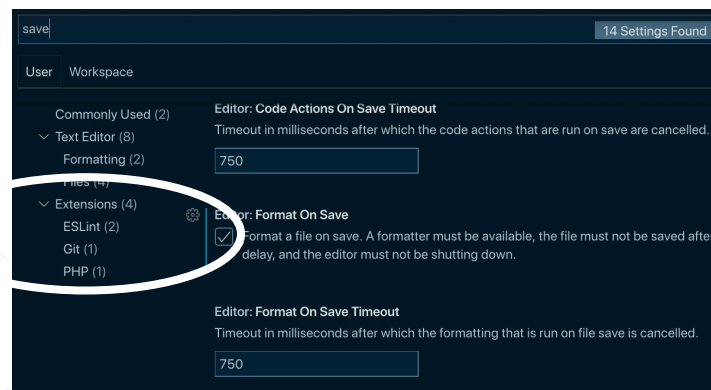 save
14 Settings Found
User Workspace
Commonly Used (2)
Text Editor (8)
Formatting (2)
Files (4)
Extensions (4)
ESLint (2)
Git (1)
PHP (1)
Editor: Code Actions On Save Timeout
Timeout in milliseconds after which the code actions that are run on save are cancelled.
750
Editor: Format On Save
Format a file on save. A formatter must be available, the file must not be saved afte
delay, and the editor must not be shutting down.
Editor: Format On Save Timeout
Timeout in milliseconds after which the formatting that is run on file save is cancelled.
750